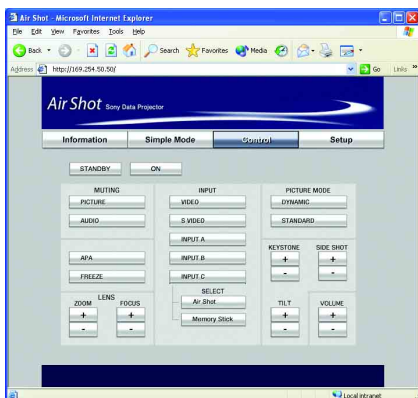 Air Shot - Microsoft Internet Explorer
File Edit View Favorites Tools Help
Back Search Favorites Media
Address http://169.254.50.50/ Go Links »
Air Shot Sony Data Projector
Information Simple Mode Control Setup
STANDBY ON
MUTING INPUT PICTURE MODE
PICTURE VIDEO DYNAMIC
AUDIO S VIDEO STANDARD
INPUT A
KEYSTONE SIDE SHOT
APA INPUT B + +
FREEZE INPUT C - -
LENS SELECT
ZOOM FOCUS Air Shot TILT VOLUME
+ + Memory Stick + +
- - - -
Local intranet